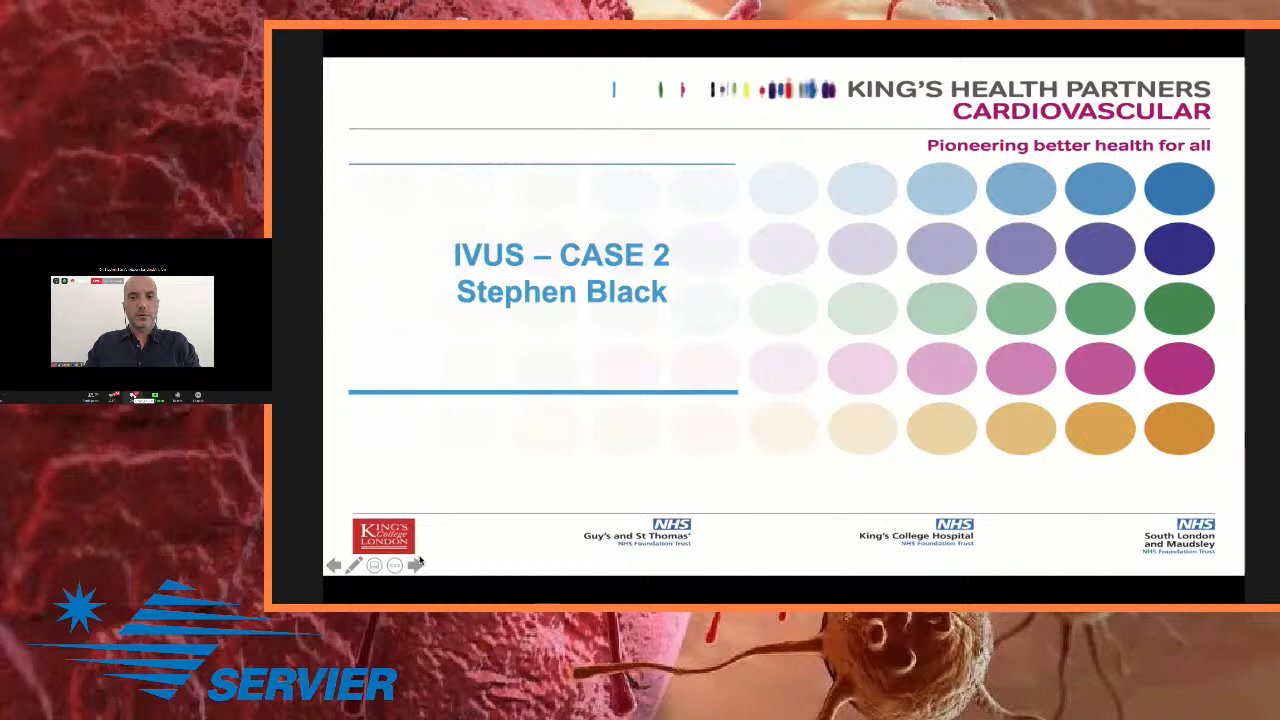 KING'S HEALTH PARTNERS
CARDIOVASCULAR
Pioneering better health for all
IVUS – CASE 2
Stephen Black
KING'S
College
LONDON
NHS
Guy's and St Thomas'
NHS Foundation Trust
NHS
King's College Hospital
NHS Foundation Trust
NHS
South London
and Maudsley
NHS Foundation Trust
SERVIER